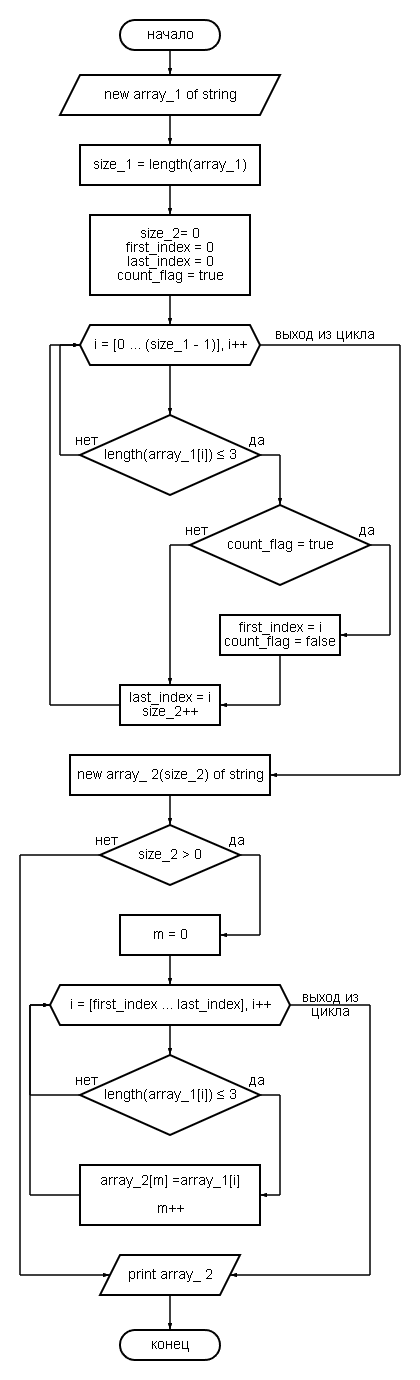 начало
new array_1 of string
size_1 = length(array_1)
size_2= 0
first_index = 0
last_index = 0
count_flag = true
i = [0 ... (size_1 - 1)], i++
выход из цикла
нет
да
length(array_1[i]) ≤ 3
нет
да
count_flag = true
first_index = i
count_flag = false
last_index = i
size_2++
new array_ 2(size_2) of string
нет
да
size_2 > 0
m = 0
i = [first_index ... last_index], i++
выход из
цикла
нет
да
length(array_1[i]) ≤ 3
array_2[m] =array_1[i]
m++
print array_ 2
конец